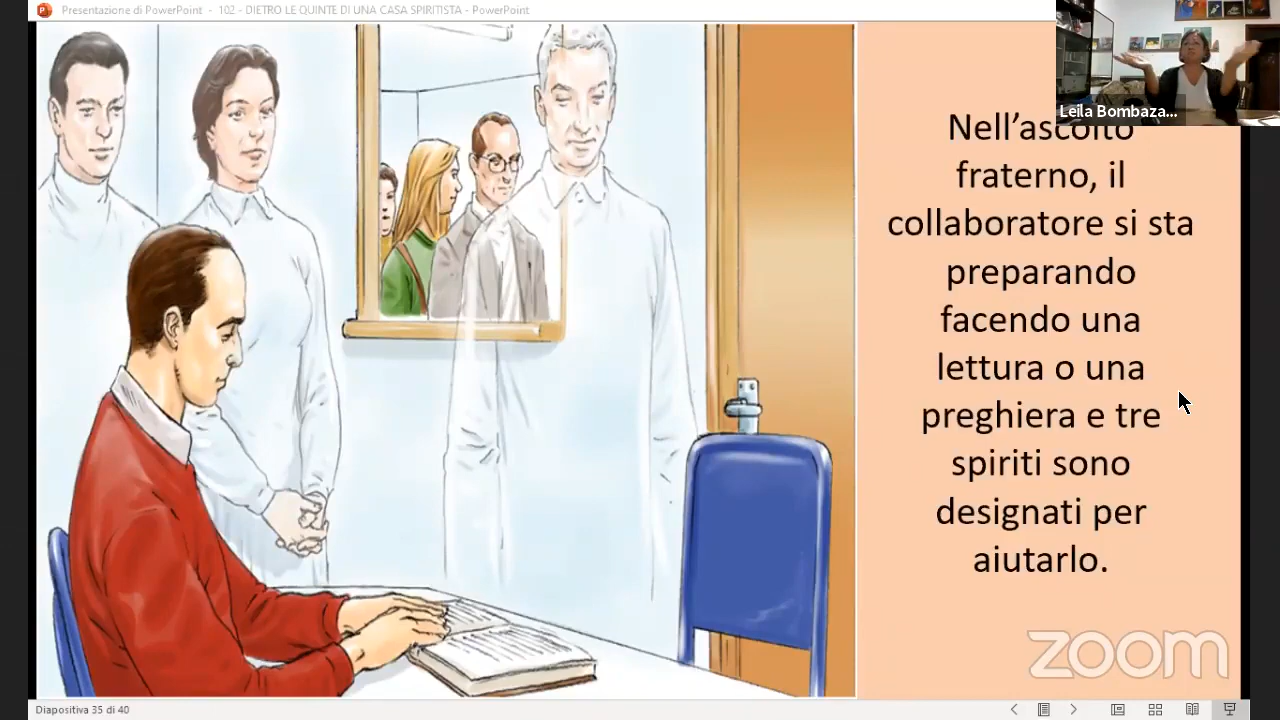 Presentazione di PowerPoint - 102 - DIETRO LE QUINTE DI UNA CASA SPIRITISTA - PowerPoint
Leila Bombaza...
Nell’ascolto
fraterno, il
collaboratore si sta
preparando
facendo una
lettura o una
preghiera e tre
spiriti sono
designati per
aiutarlo.
zoom
Diapositiva 35 di 40